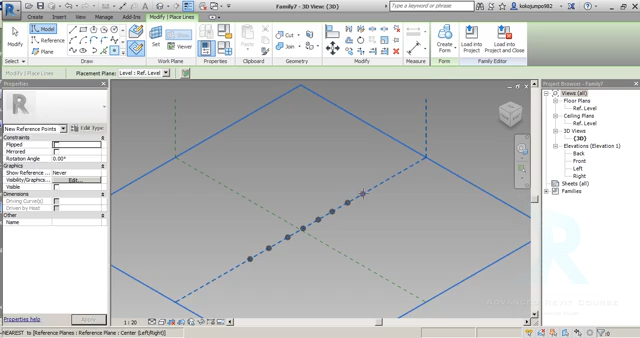 Family7 - 3D View: {3D}
Type a keyword or phrase
kokojumpo982
Create
Insert
View
Manage
Add-Ins
Modify | Place Lines
Modify
Model
Reference
Plane
Set
Show
Viewer
Cut
Join
Create Form
Load into Project
Load into Project and Close
Select
Draw
Work Plane
Properties
Clipboard
Geometry
Modify
Measure
Form
Family Editor
Modify | Place Lines
Placement Plane:
Level : Ref. Level
Properties
New Reference Points
Edit Type
Constraints
Flipped
Mirrored
Rotation Angle
0.00°
Graphics
Show Reference ...
Never
Visibility/Graphics...
Edit...
Visible
Dimensions
Driving Curve(s)
Driven by Host
Other
Name
Properties help
Apply
Project Browser - Family7
Views (all)
Floor Plans
Ref. Level
Ceiling Plans
Ref. Level
3D Views
{3D}
Elevations (Elevation 1)
Back
Front
Left
Right
Sheets (all)
Families
Advanced Revit Course
1 : 20
NEAREST to [Reference Planes : Reference Plane : Center (Left/Right)]